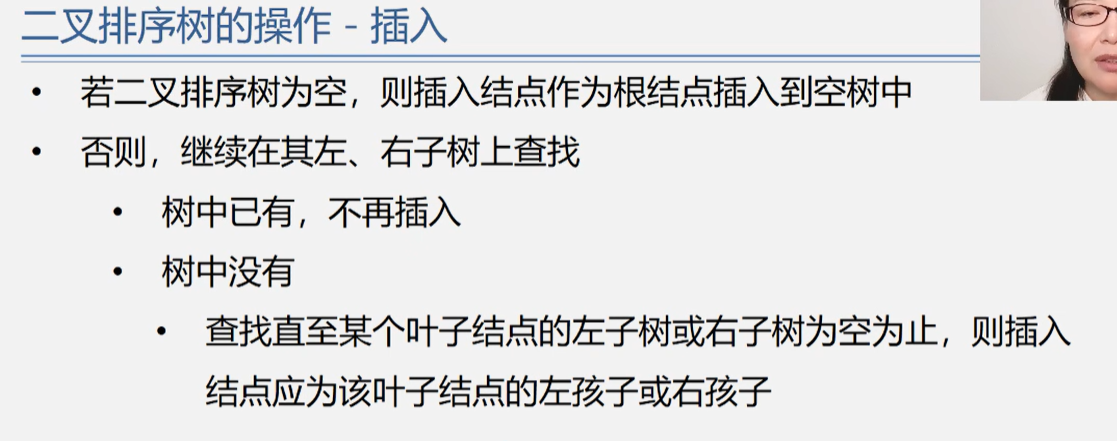 二叉排序树的操作 - 插入
• 若二叉排序树为空，则插入结点作为根结点插入到空树中
• 否则，继续在其左、右子树上查找
• 树中已有，不再插入
• 树中没有
• 查找直至某个叶子结点的左子树或右子树为空为止，则插入
结点应为该叶子结点的左孩子或右孩子